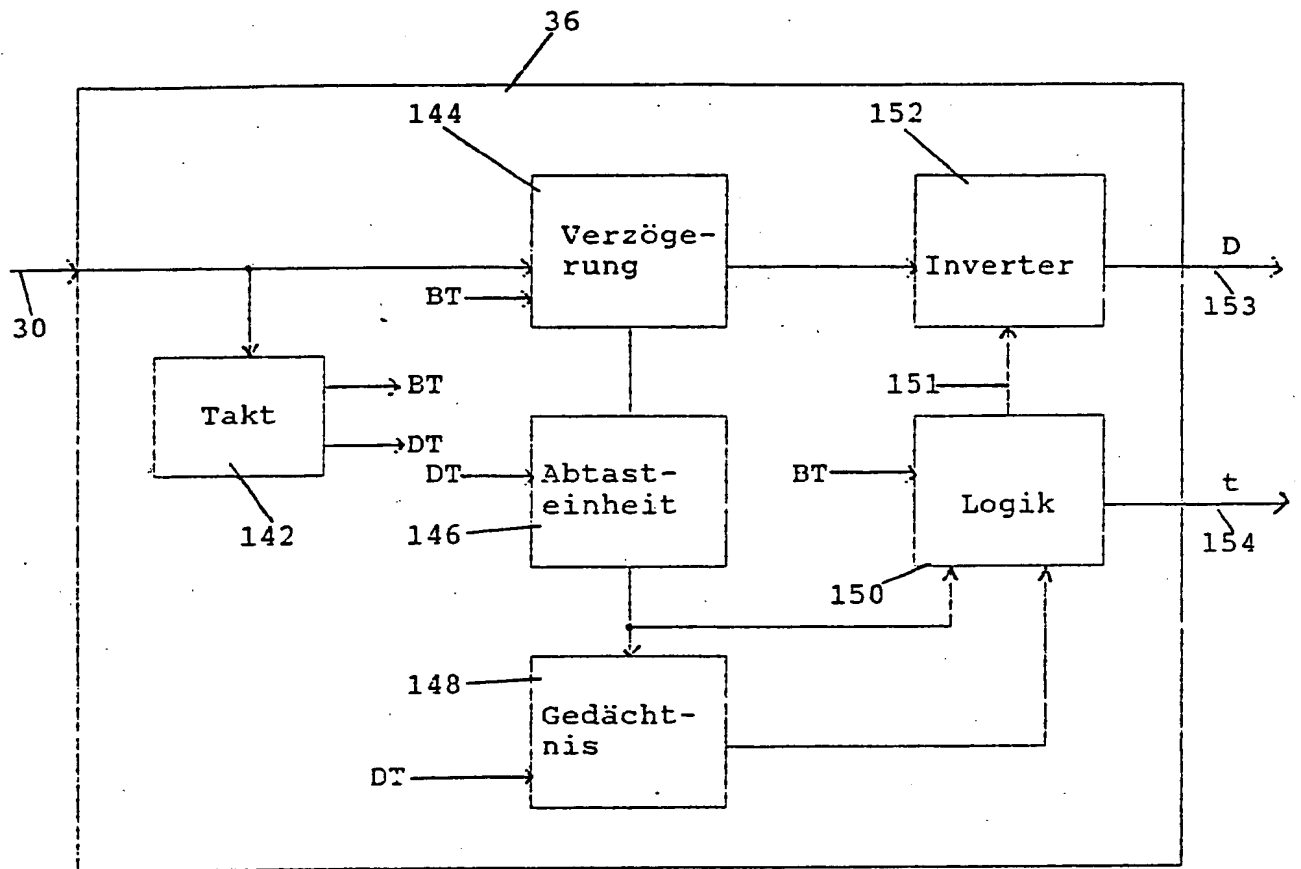 36
144
152
Verzöge-
rung
Inverter
D
153
30
BT
Takt
BT
DT
142
151
DT
Abtast-
einheit
146
BT
Logik
t
154
150
148
Gedächt-
nis
DT